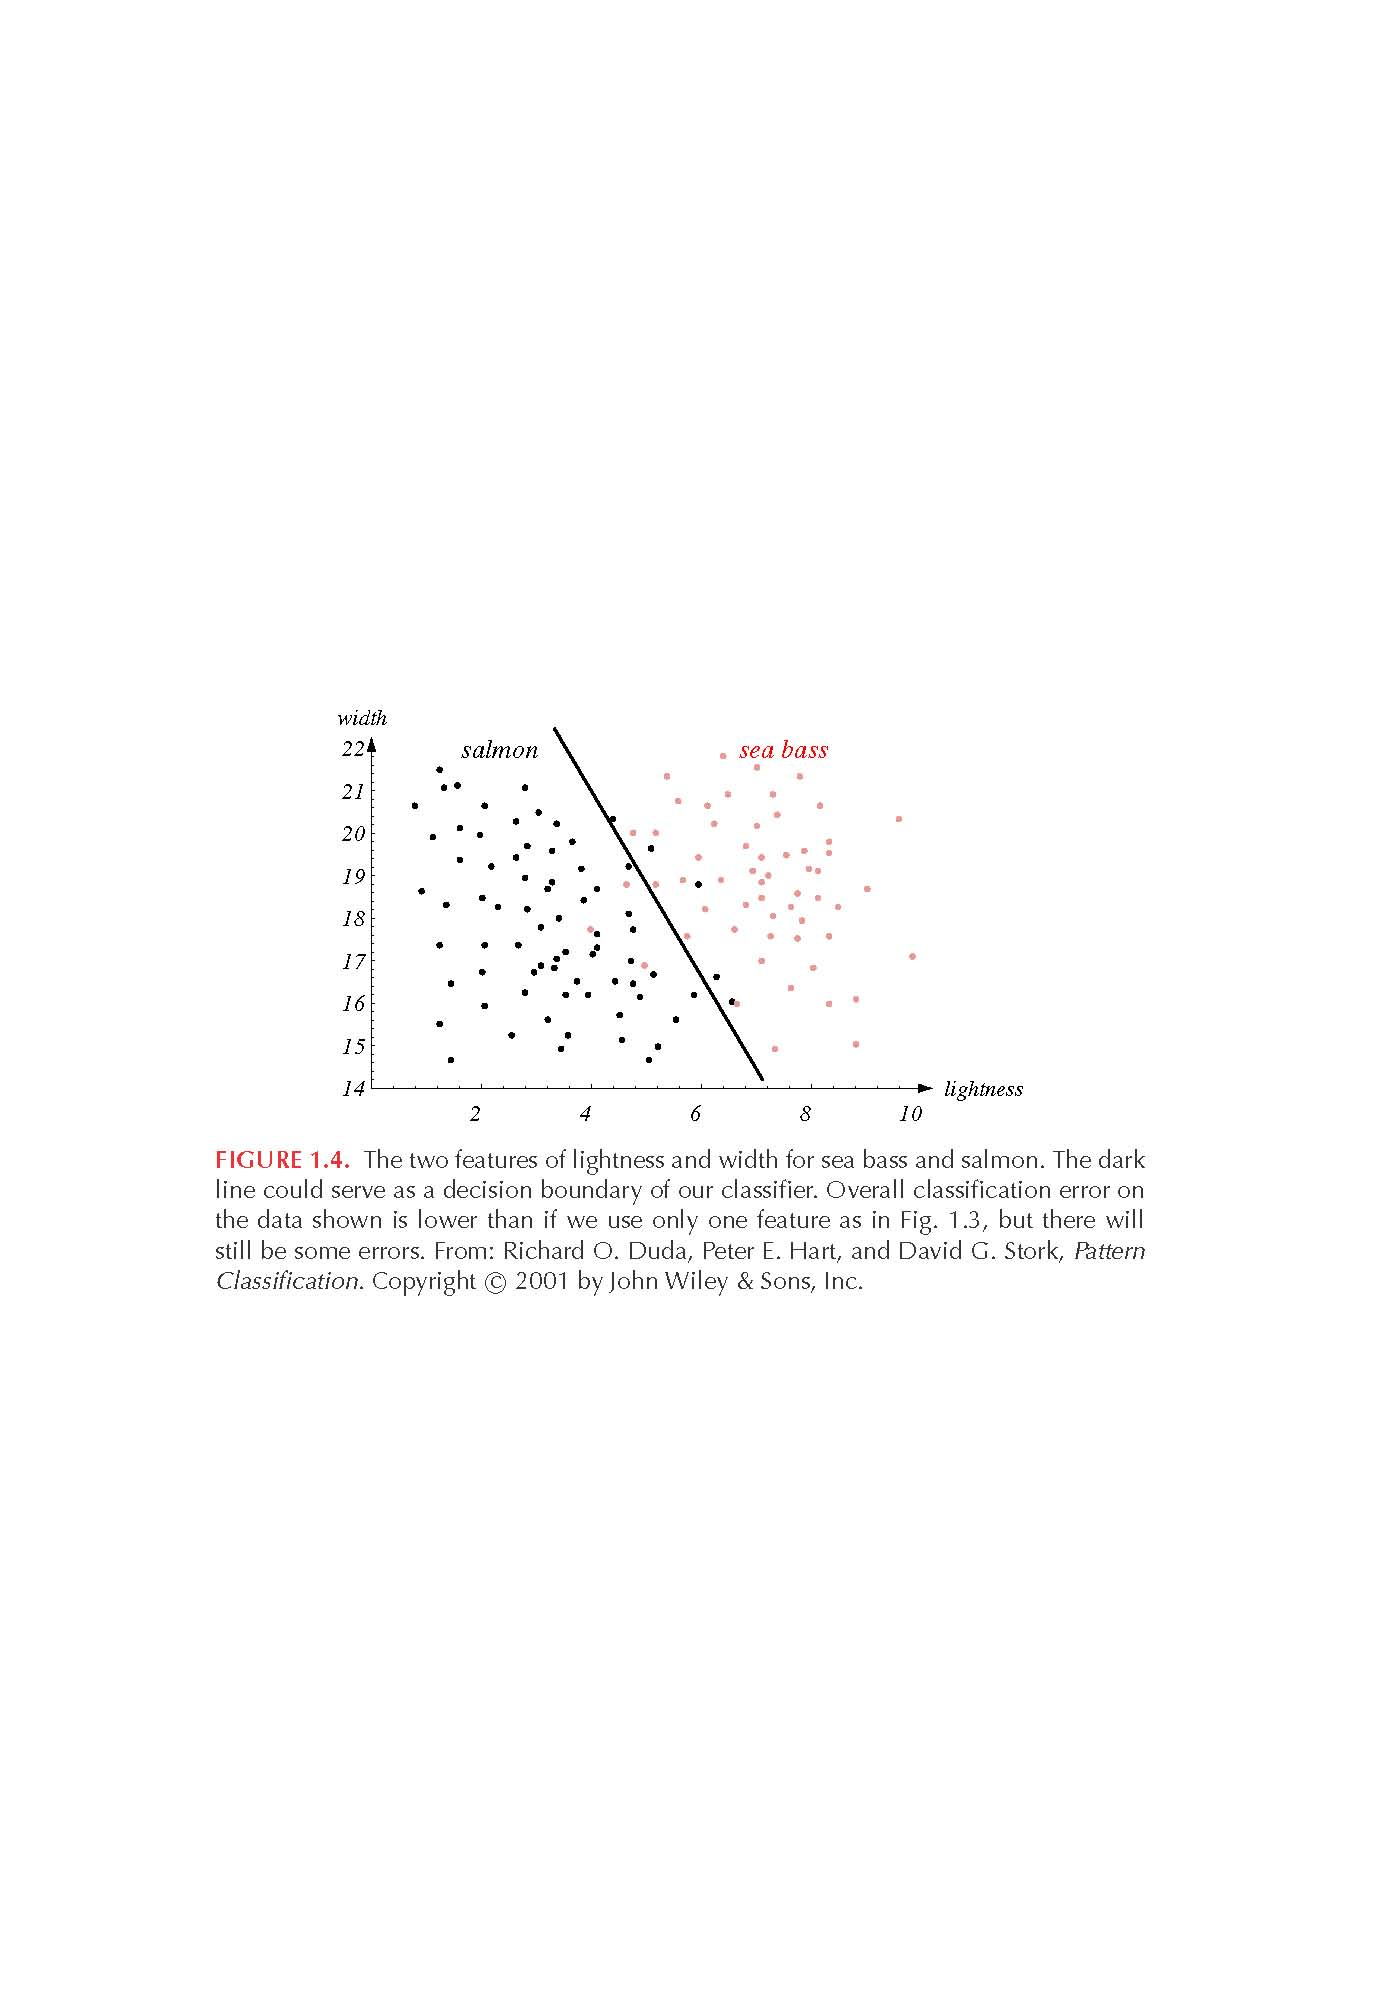 width
salmon
sea bass
22
21
20
19
18
17
16
15
14
lightness
2 4 6 8 10
FIGURE 1.4. The two features of lightness and width for sea bass and salmon. The dark
line could serve as a decision boundary of our classifier. Overall classification error on
the data shown is lower than if we use only one feature as in Fig. 1.3, but there will
still be some errors. From: Richard O. Duda, Peter E. Hart, and David G. Stork, Pattern
Classification. Copyright © 2001 by John Wiley & Sons, Inc.